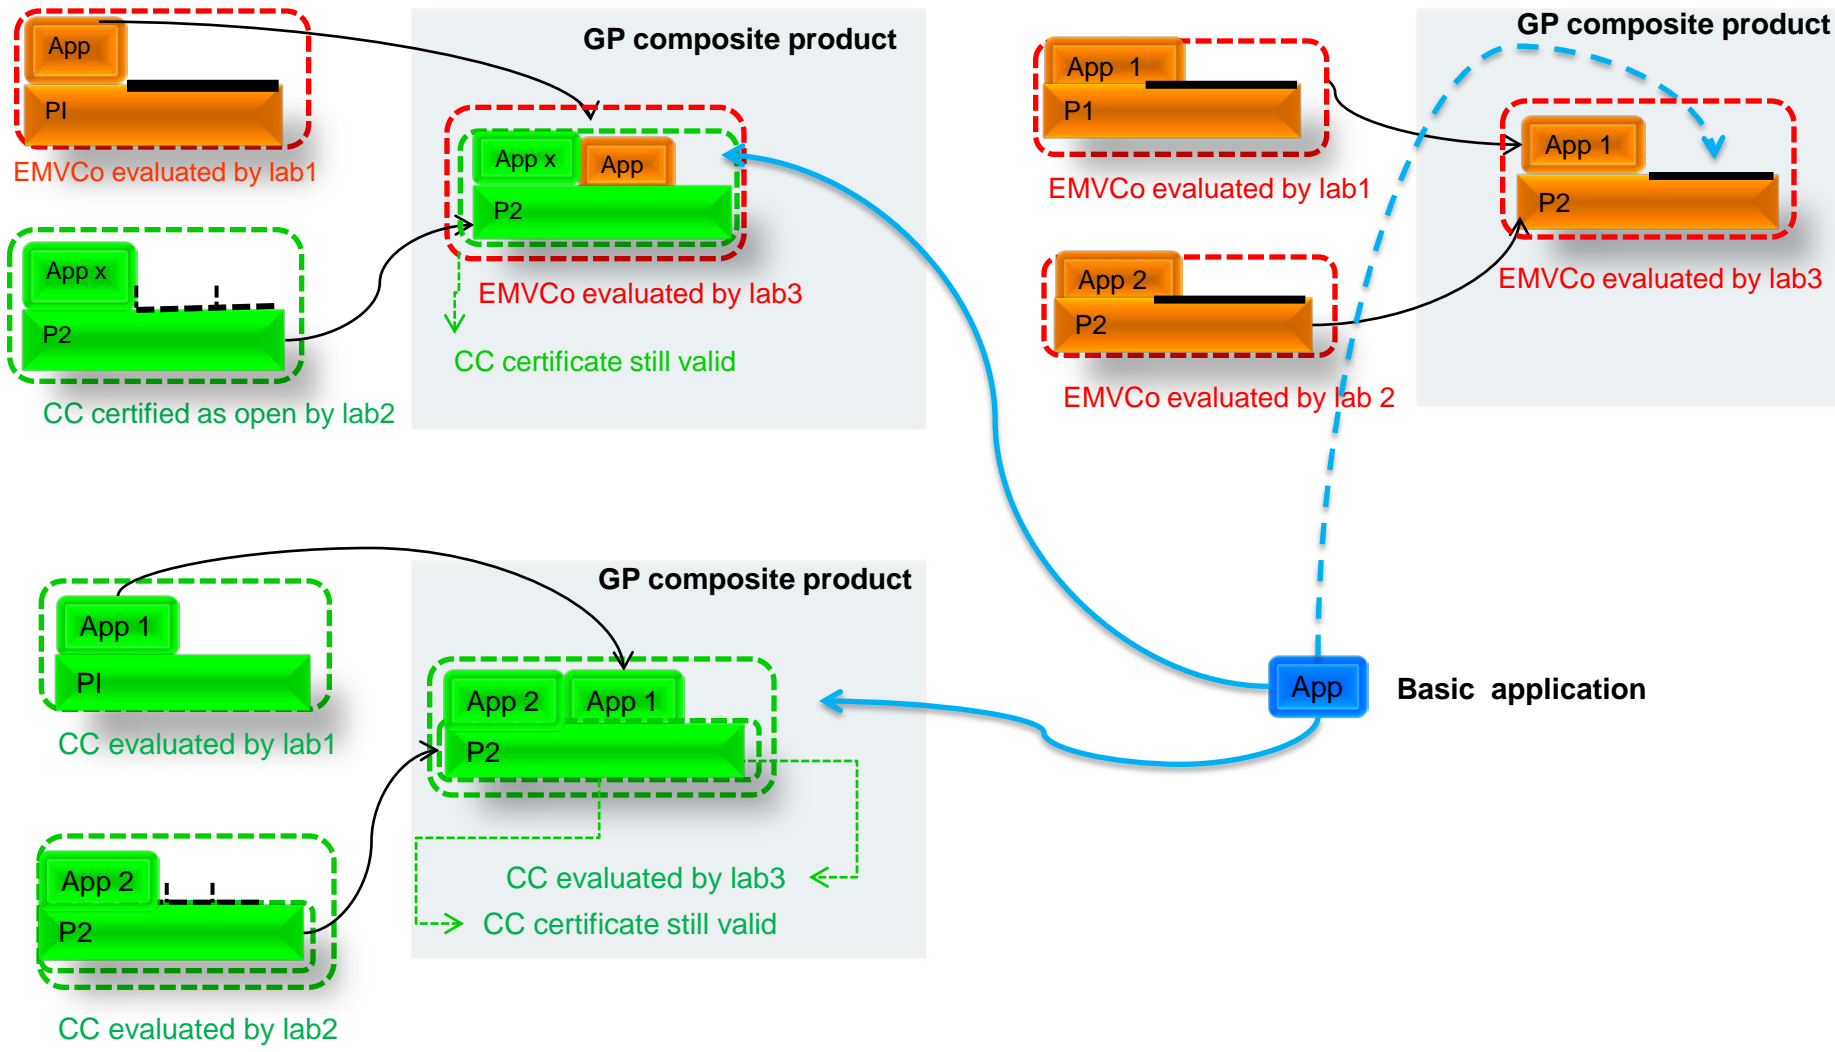 App
PI
EMVCo evaluated by lab1
App x
P2
CC certified as open by lab2
GP composite product
App x
App
P2
EMVCo evaluated by lab3
CC certificate still valid
App 1
P1
EMVCo evaluated by lab1
App 2
P2
EMVCo evaluated by lab 2
GP composite product
App 1
P2
EMVCo evaluated by lab3
App 1
PI
CC evaluated by lab1
App 2
P2
CC evaluated by lab2
GP composite product
App 2
App 1
P2
CC evaluated by lab3
CC certificate still valid
App
Basic application